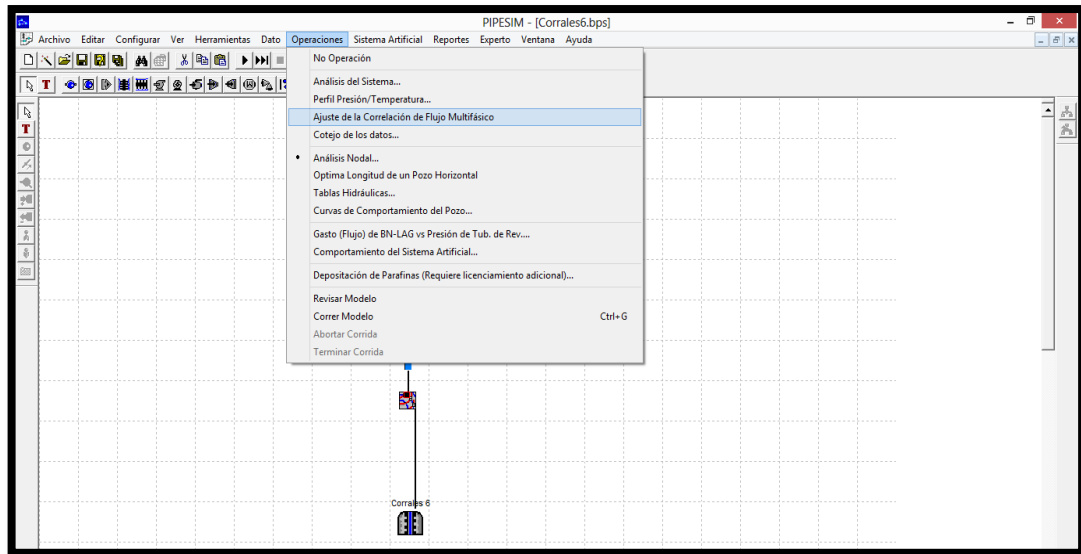 PIPESIM - [Corrales6.bps]
Archivo Editar Configurar Ver Herramientas Dato Operaciones Sistema Artificial Reportes Experto Ventana Ayuda
T
No Operación
Análisis del Sistema...
Perfil Presión/Temperatura...
Ajuste de la Correlación de Flujo Multifásico
Cotejo de los datos...
Análisis Nodal...
Optima Longitud de un Pozo Horizontal
Tablas Hidráulicas...
Curvas de Comportamiento del Pozo...
Gasto (Flujo) de BN-LAG vs Presión de Tub. de Rev....
Comportamiento del Sistema Artificial...
Depositación de Parafinas (Requiere licenciamiento adicional)...
Revisar Modelo
Correr Modelo Ctrl+G
Abortar Corrida
Terminar Corrida
T
Corrales 6